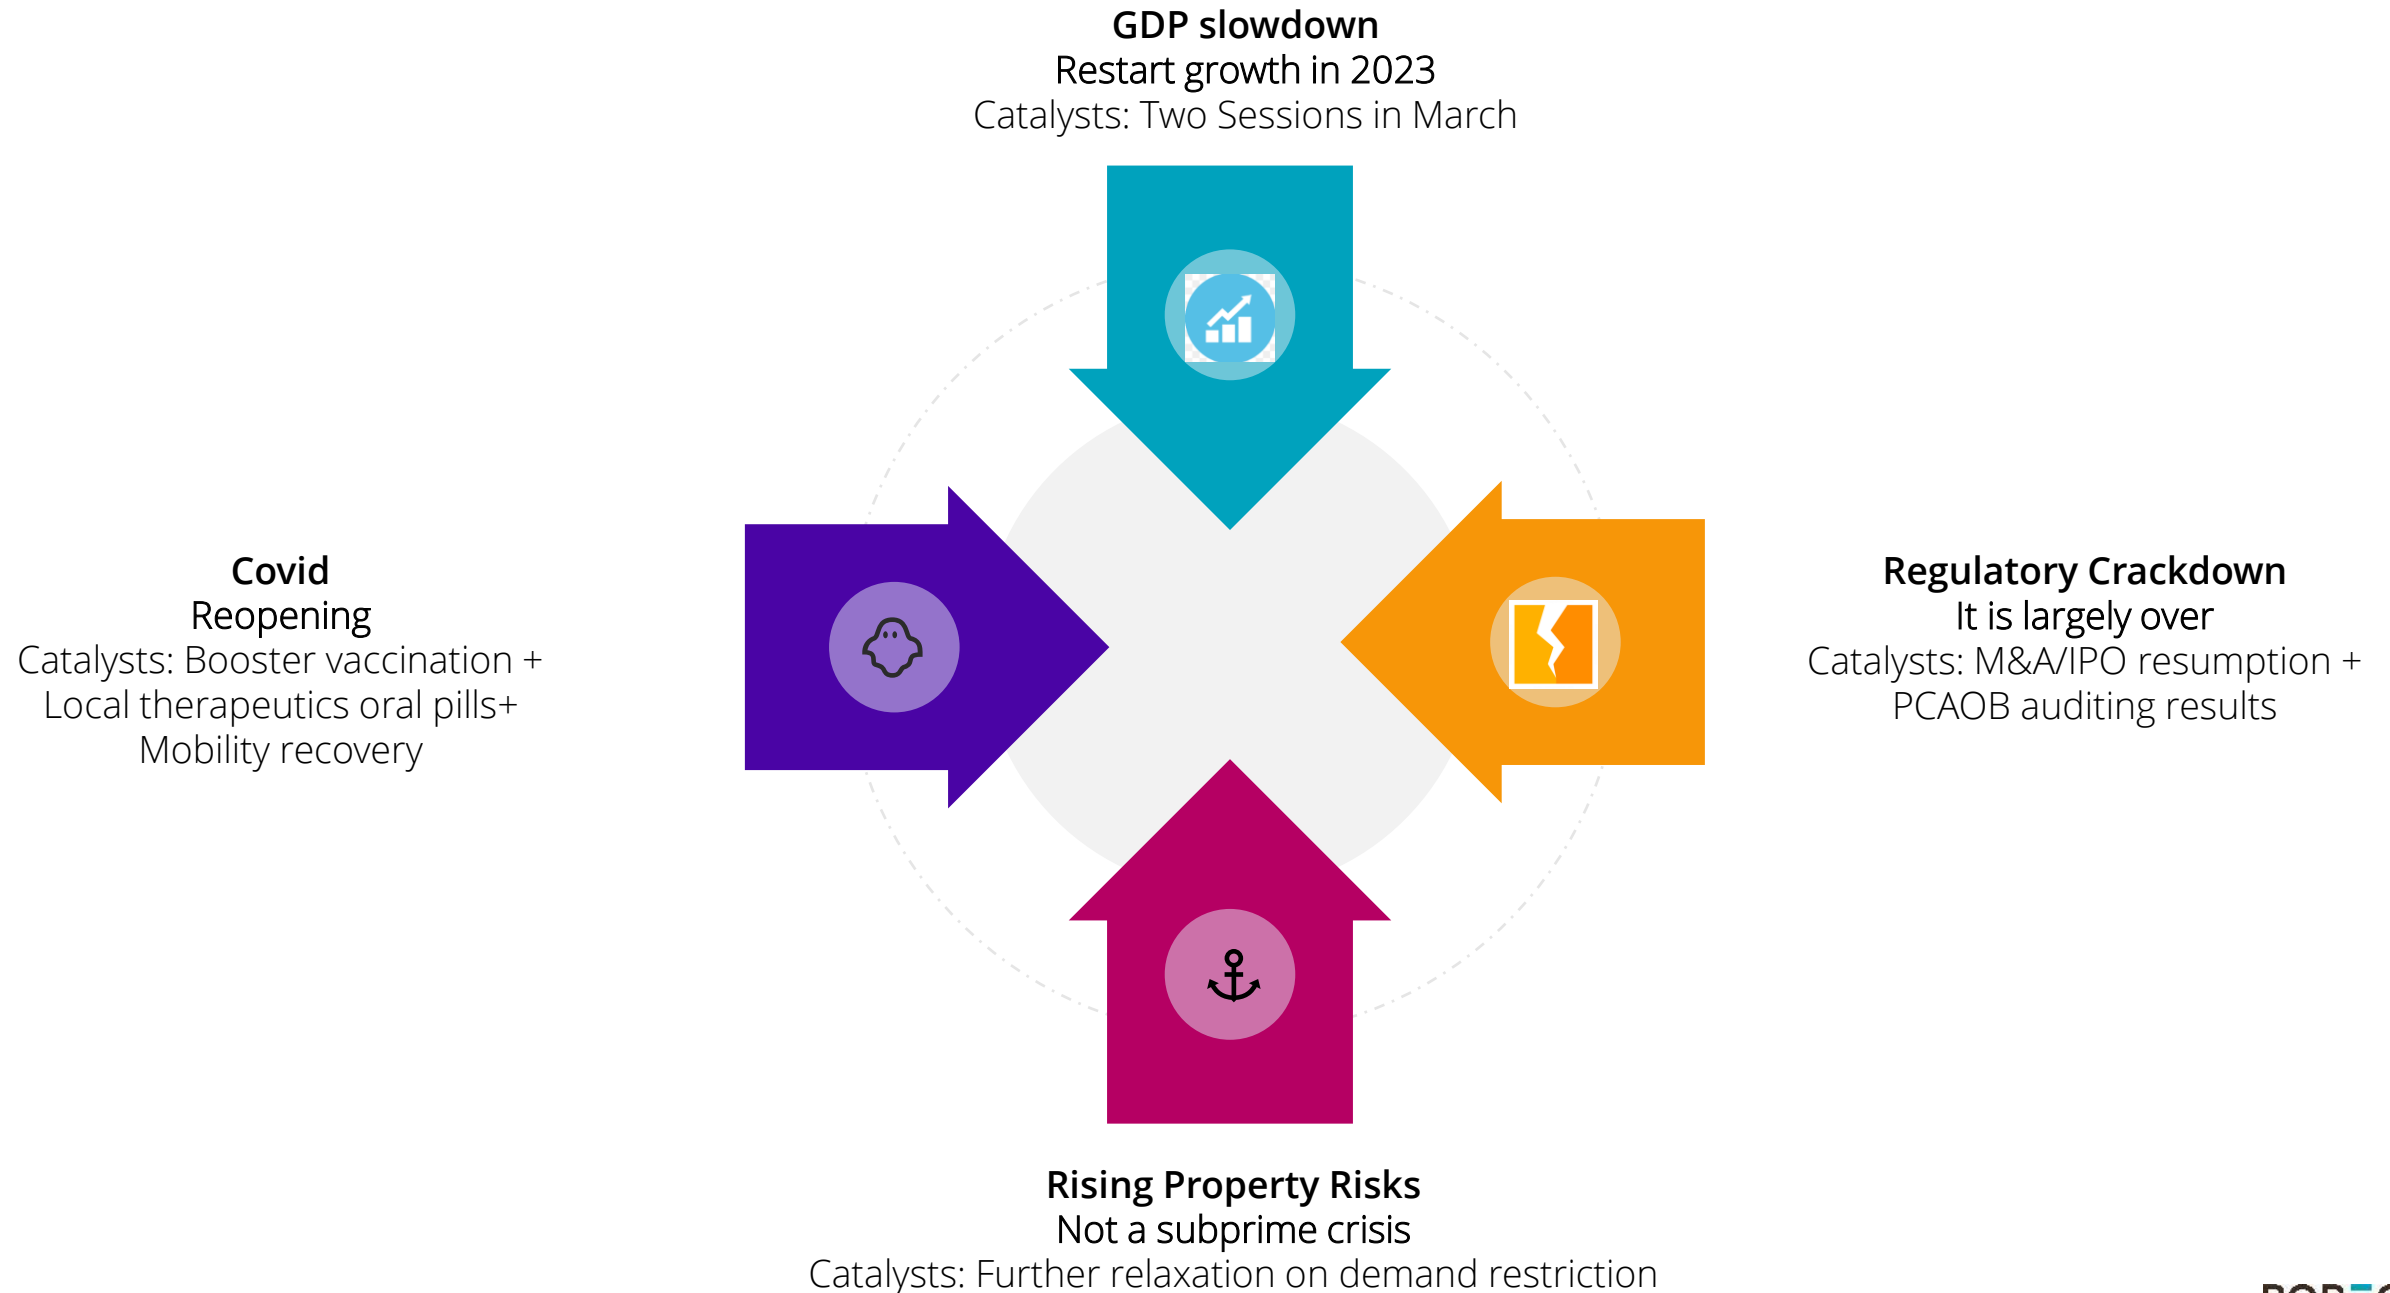 GDP slowdown
Restart growth in 2023
Catalysts: Two Sessions in March
Covid
Reopening
Catalysts: Booster vaccination +
Local therapeutics oral pills+
Mobility recovery
Regulatory Crackdown
It is largely over
Catalysts: M&A/IPO resumption +
PCAOB auditing results
Rising Property Risks
Not a subprime crisis
Catalysts: Further relaxation on demand restriction